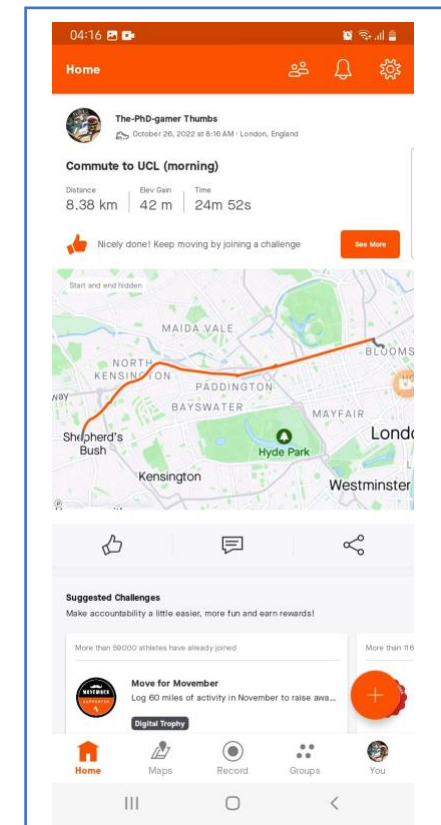 04:16
Home
The-PhD-gamer Thumbs
October 26, 2022 at 8:16 AM · London, England
Commute to UCL (morning)
Distance Elev Gain Time
8.38 km 42 m 24m 52s
Nicely done! Keep moving by joining a challenge
See More
Start and end hidden
MAIDA VALE
BLOOMS
NORTH
KENSINGTON
PADDINGTON
WAY
BAYSWATER
MAYFAIR
Shepherd's
Bush
Hyde Park
Kensington
Westminster
Suggested Challenges
Make accountability a little easier, more fun and earn rewards!
More than 59000 athletes have already joined
More than 116
MOVEMBER
SUPPORTER
Move for Movember
Log 60 miles of activity in November to raise awa...
Digital Trophy
Home Maps Record Groups You